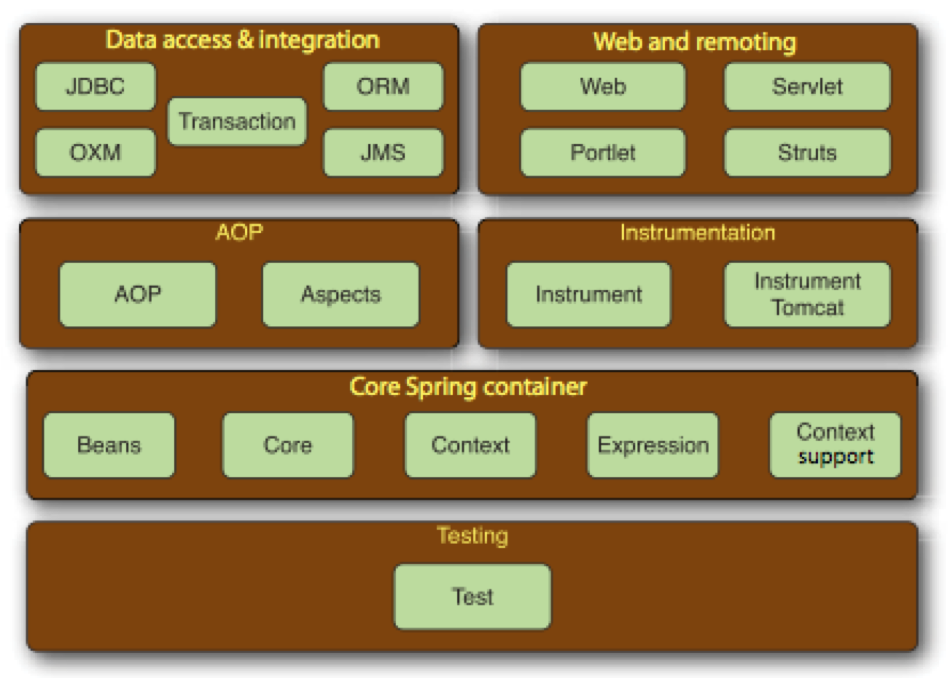 Data access & integration
JDBC
ORM
Transaction
OXM
JMS
Web and remoting
Web
Servlet
Portlet
Struts
AOP
AOP
Aspects
Instrumentation
Instrument
Instrument
Tomcat
Core Spring container
Beans
Core
Context
Expression
Context
support
Testing
Test